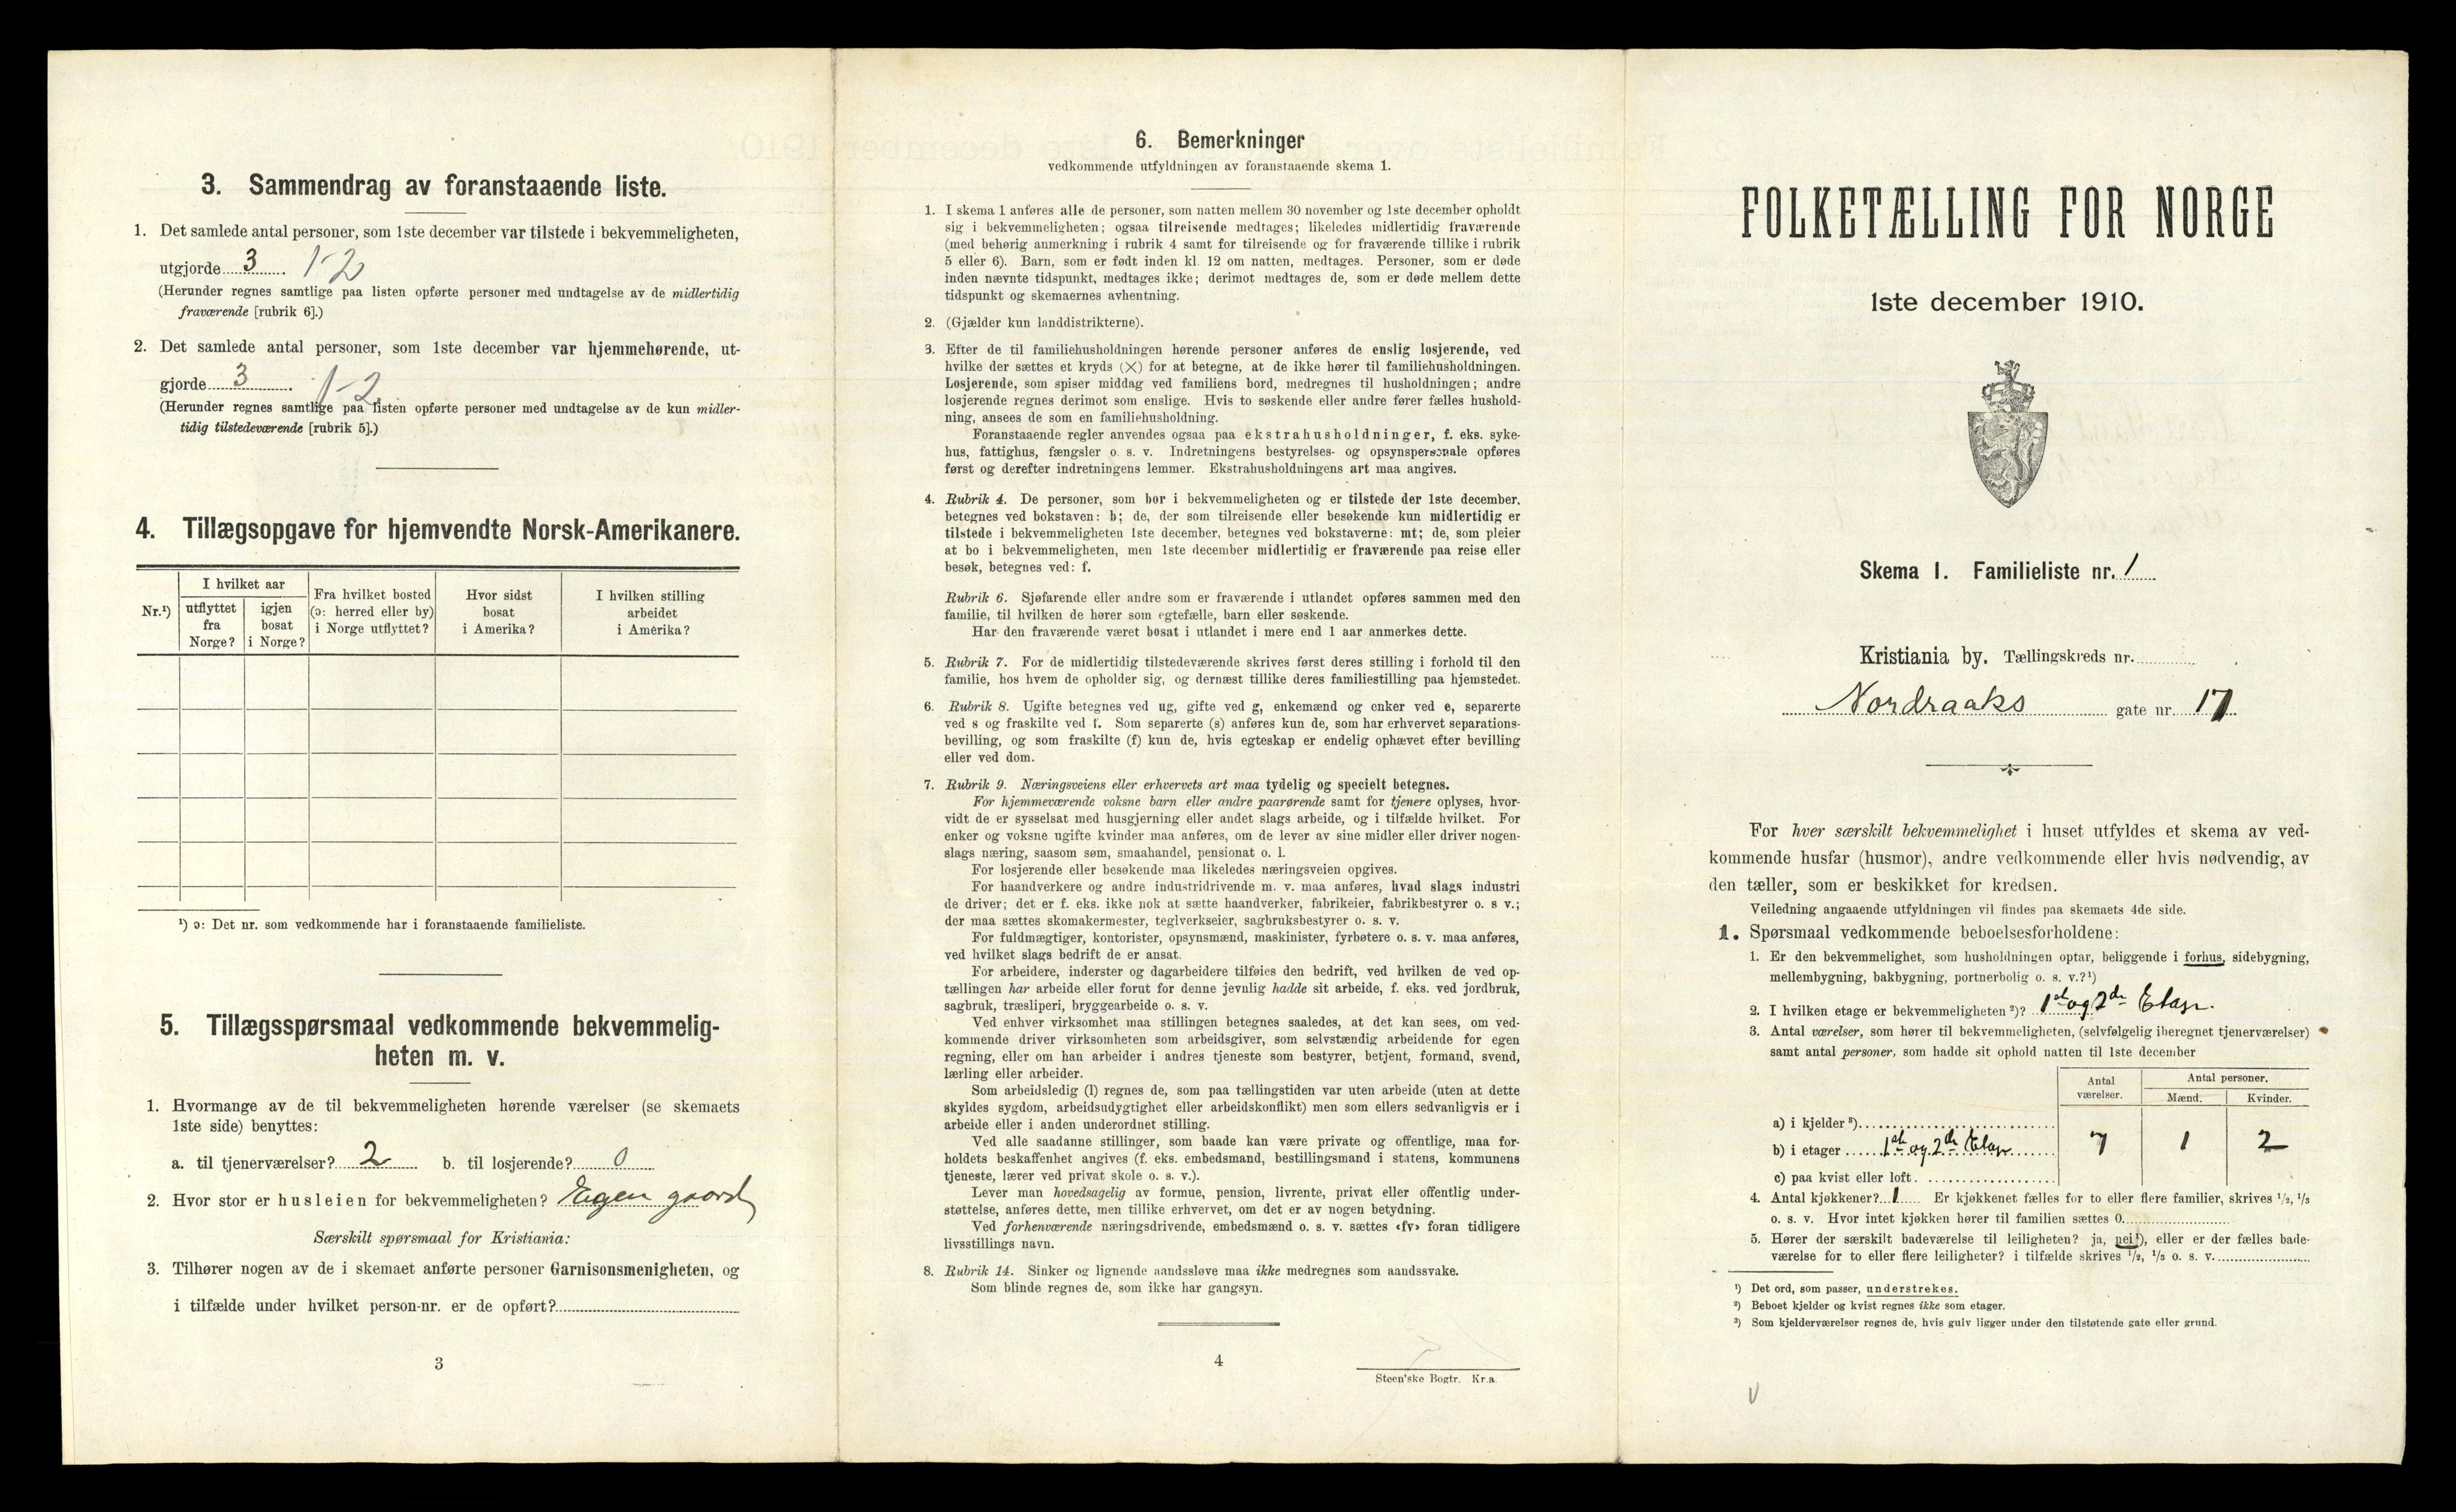 3. Sammendrag av foranstaaende liste.
1. Det samlede antal personer, som 1ste december var tilstede i bekvemmeligheten,
utgjorde 3. 1-2
(Herunder regnes samtlige paa listen opførte personer med undtagelse av de midlertidig
fraværende [rubrik 6].)
2. Det samlede antal personer, som 1ste december var hjemmehørende, ut-
gjorde 3. 1-2
(Herunder regnes samtlige paa listen opførte personer med undtagelse av de kun midler-
tidig tilstedeværende [rubrik 5].)
4. Tillægsopgave for hjemvendte Norsk-Amerikanere.
Nr.¹)
I hvilket aar
utflyttet
fra
Norge?
igjen
bosat
i Norge?
Fra hvilket bosted
(ɔ: herred eller by)
i Norge utflyttet?
Hvor sidst
bosat
i Amerika?
I hvilken stilling
arbeidet
i Amerika?
¹) ɔ: Det nr. som vedkommende har i foranstaaende familieliste.
5. Tillægsspørsmaal vedkommende bekvemmelig-
heten m. v.
1. Hvormange av de til bekvemmeligheten hørende værelser (se skemaets
1ste side) benyttes:
a. til tjenerværelser? 2 b. til losjerende? 0
2. Hvor stor er husleien for bekvemmeligheten? Egen gaard
Særskilt spørsmaal for Kristiania:
3. Tilhører nogen av de i skemaet anførte personer Garnisonsmenigheten, og
i tilfælde under hvilket person-nr. er de opført?
3
6. Bemerkninger
vedkommende utfyldningen av foranstaaende skema 1.
1. I skema 1 anføres alle de personer, som natten mellem 30 november og 1ste december opholdt
sig i bekvemmeligheten; ogsaa tilreisende medtages; likeledes midlertidig fraværende
(med behørig anmerkning i rubrik 4 samt for tilreisende og for fraværende tillike i rubrik
5 eller 6). Barn, som er født inden kl. 12 om natten, medtages. Personer, som er døde
inden nævnte tidspunkt, medtages ikke; derimot medtages de, som er døde mellem dette
tidspunkt og skemaernes avhentning.
2. (Gjælder kun landdistrikterne).
3. Efter de til familiehusholdningen hørende personer anføres de enslig losjerende, ved
hvilke der sættes et kryds (×) for at betegne, at de ikke hører til familiehusholdningen.
Losjerende, som spiser middag ved familiens bord, medregnes til husholdningen; andre
losjerende regnes derimot som enslige. Hvis to søskende eller andre fører fælles hushold-
ning, ansees de som en familiehusholdning.
Foranstaaende regler anvendes ogsaa paa ekstrahusholdninger, f. eks. syke-
hus, fattighus, fængsler o. s. v. Indretningens bestyrelses- og opsynspersonale opføres
først og derefter indretningens lemmer. Ekstrahusholdningens art maa angives.
4. Rubrik 4. De personer, som bor i bekvemmeligheten og er tilstede der 1ste december,
betegnes ved bokstaven: b; de, der som tilreisende eller besøkende kun midlertidig er
tilstede i bekvemmeligheten 1ste december, betegnes ved bokstaverne: mt; de, som pleier
at bo i bekvemmeligheten, men 1ste december midlertidig er fraværende paa reise eller
besøk, betegnes ved: f.
Rubrik 6. Sjøfarende eller andre som er fraværende i utlandet opføres sammen med den
familie, til hvilken de hører som egtefælle, barn eller søskende.
Har den fraværende været bosat i utlandet i mere end 1 aar anmerkes dette.
5. Rubrik 7. For de midlertidig tilstedeværende skrives først deres stilling i forhold til den
familie, hos hvem de opholder sig, og dernæst tillike deres familiestilling paa hjemstedet.
6. Rubrik 8. Ugifte betegnes ved ug, gifte ved g, enkemænd og enker ved e, separerte
ved s og fraskilte ved f. Som separerte (s) anføres kun de, som har erhvervet separations-
bevilling, og som fraskilte (f) kun de, hvis egteskap er endelig ophævet efter bevilling
eller ved dom.
7. Rubrik 9. Næringsveiens eller erhvervets art maa tydelig og specielt betegnes.
For hjemmeværende voksne barn eller andre paarørende samt for tjenere oplyses, hvor-
vidt de er sysselsat med husgjerning eller andet slags arbeide, og i tilfælde hvilket. For
enker og voksne ugifte kvinder maa anføres, om de lever av sine midler eller driver nogen-
slags næring, saasom søm, smaahandel, pensionat o. l.
For losjerende eller besøkende maa likeledes næringsveien opgives.
For haandverkere og andre industridrivende m. v. maa anføres, hvad slags industri
de driver; det er f. eks. ikke nok at sætte haandverker, fabrikeier, fabrikbestyrer o. s v.;
der maa sættes skomakermester, teglverkseier, sagbruksbestyrer o. s. v.
For fuldmægtiger, kontorister, opsynsmænd, maskinister, fyrbøtere o. s. v. maa anføres,
ved hvilket slags bedrift de er ansat.
For arbeidere, inderster og dagarbeidere tilføies den bedrift, ved hvilken de ved op-
tællingen har arbeide eller forut for denne jevnlig hadde sit arbeide, f. eks. ved jordbruk,
sagbruk, træsliperi, bryggearbeide o. s. v.
Ved enhver virksomhet maa stillingen betegnes saaledes, at det kan sees, om ved-
kommende driver virksomheten som arbeidsgiver, som selvstændig arbeidende for egen
regning, eller om han arbeider i andres tjeneste som bestyrer, betjent, formand, svend,
lærling eller arbeider.
Som arbeidsledig (l) regnes de, som paa tællingstiden var uten arbeide (uten at dette
skyldes sygdom, arbeidsudygtighet eller arbeidskonflikt) men som ellers sedvanligvis er i
arbeide eller i anden underordnet stilling.
Ved alle saadanne stillinger, som baade kan være private og offentlige, maa for-
holdets beskaffenhet angives (f. eks. embedsmand, bestillingsmand i statens, kommunens
tjeneste, lærer ved privat skole o. s. v.).
Lever man hovedsagelig av formue, pension, livrente, privat eller offentlig under-
støttelse, anføres dette, men tillike erhvervet, om det er av nogen betydning.
Ved forhenværende næringsdrivende, embedsmænd o. s. v. sættes «fv» foran tidligere
livsstillings navn.
8. Rubrik 14. Sinker og lignende aandssløve maa ikke medregnes som aandssvake.
Som blinde regnes de, som ikke har gangsyn.
4
Steen'ske Bogtr. Kr.a.
FOLKETÆLLING FOR NORGE
1ste december 1910.
Skema 1. Familieliste nr. 1
Kristiania by. Tællingskreds nr.
Nordraaks gate nr. 17
For hver særskilt bekvemmelighet i huset utfyldes et skema av ved-
kommende husfar (husmor), andre vedkommende eller hvis nødvendig, av
den tæller, som er beskikket for kredsen.
Veiledning angaaende utfyldningen vil findes paa skemaets 4de side.
1. Spørsmaal vedkommende beboelsesforholdene:
1. Er den bekvemmelighet, som husholdningen optar, beliggende i forhus, sidebygning,
mellembygning, bakbygning, portnerbolig o. s. v.?¹)
2. I hvilken etage er bekvemmeligheten ²)? 1st og 2den Etage.
3. Antal værelser, som hører til bekvemmeligheten, (selvfølgelig iberegnet tjenerværelser)
samt antal personer, som hadde sit ophold natten til 1ste december
Antal
værelser.
Antal personer.
Mænd. Kvinder.
a) i kjelder ³)
b) i etager 1ste og 2den Etage 7 1 2
c) paa kvist eller loft.
4. Antal kjøkkener? 1 Er kjøkkenet fælles for to eller flere familier, skrives ¹/₂, ¹/₃
o. s. v. Hvor intet kjøkken hører til familien sættes 0.
5. Hører der særskilt badeværelse til leiligheten? ja, nei ¹), eller er der fælles bade-
værelse for to eller flere leiligheter? i tilfælde skrives ¹/₂, ¹/₃ o. s. v.
¹) Det ord, som passer, understrekes.
²) Beboet kjelder og kvist regnes ikke som etager.
³) Som kjelderværelser regnes de, hvis gulv ligger under den tilstøtende gate eller grund.